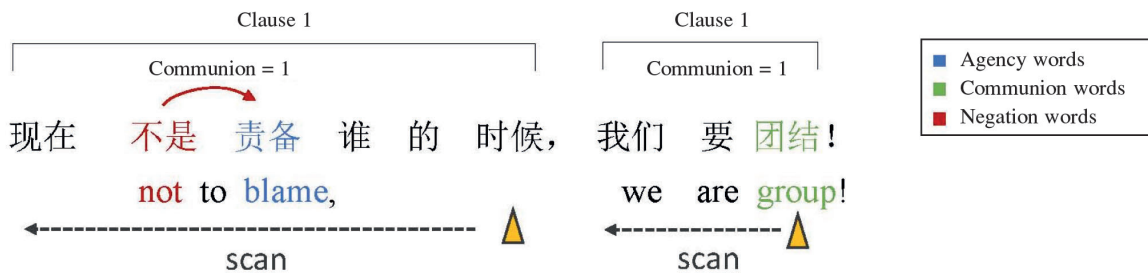 Clause 1 Clause 1
Communion = 1 Communion = 1
现在 不是 责备 谁 的 时候， 我们 要 团结！
not to blame, we are group!
scan scan
Agency words
Communion words
Negation words